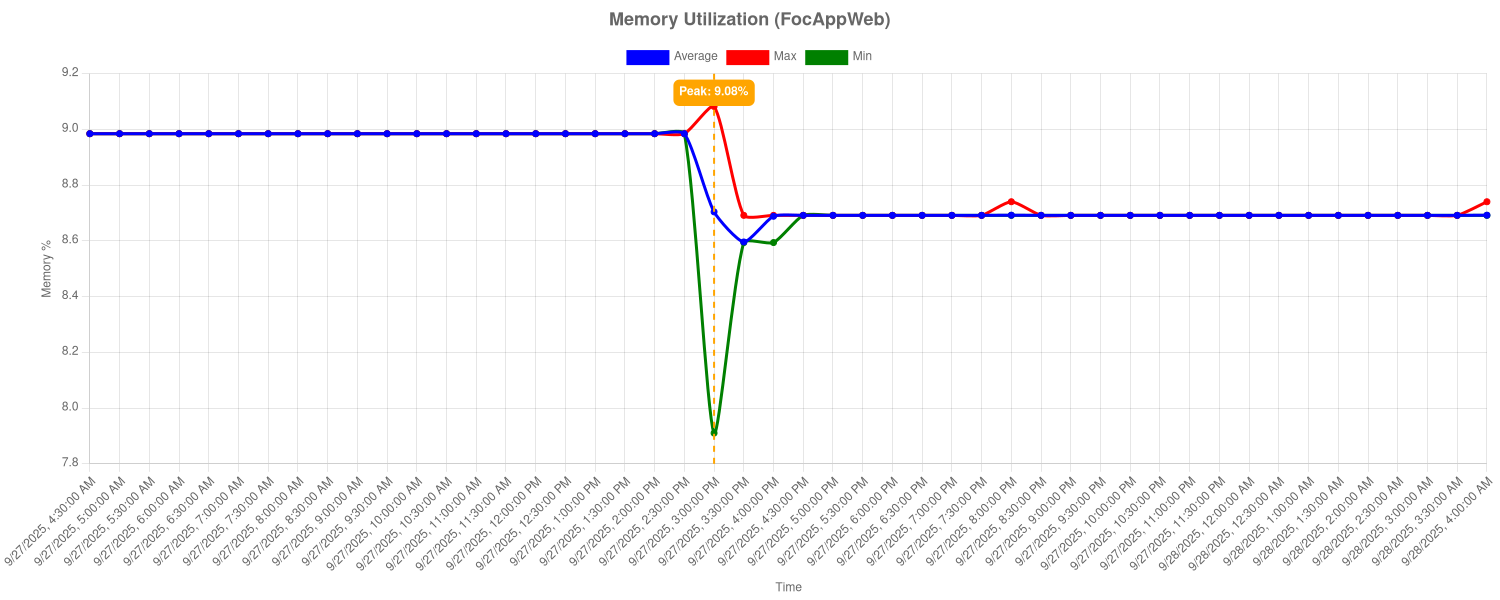 Memory Utilization (FocAppWeb)
Average Max Min
Peak: 9.08%
9.2
9.0
8.8
8.6
8.4
8.2
8.0
7.8
Memory %
9/27/2025, 4:30:00 AM
9/27/2025, 5:00:00 AM
9/27/2025, 5:30:00 AM
9/27/2025, 6:00:00 AM
9/27/2025, 6:30:00 AM
9/27/2025, 7:00:00 AM
9/27/2025, 7:30:00 AM
9/27/2025, 8:00:00 AM
9/27/2025, 8:30:00 AM
9/27/2025, 9:00:00 AM
9/27/2025, 9:30:00 AM
9/27/2025, 10:00:00 AM
9/27/2025, 10:30:00 AM
9/27/2025, 11:00:00 AM
9/27/2025, 11:30:00 AM
9/27/2025, 12:00:00 PM
9/27/2025, 12:30:00 PM
9/27/2025, 1:00:00 PM
9/27/2025, 1:30:00 PM
9/27/2025, 2:00:00 PM
9/27/2025, 2:30:00 PM
9/27/2025, 3:00:00 PM
9/27/2025, 3:30:00 PM
9/27/2025, 4:00:00 PM
9/27/2025, 4:30:00 PM
9/27/2025, 5:00:00 PM
9/27/2025, 5:30:00 PM
9/27/2025, 6:00:00 PM
9/27/2025, 6:30:00 PM
9/27/2025, 7:00:00 PM
9/27/2025, 7:30:00 PM
9/27/2025, 8:00:00 PM
9/27/2025, 8:30:00 PM
9/27/2025, 9:00:00 PM
9/27/2025, 9:30:00 PM
9/27/2025, 10:00:00 PM
9/27/2025, 10:30:00 PM
9/27/2025, 11:00:00 PM
9/27/2025, 11:30:00 PM
9/28/2025, 12:00:00 AM
9/28/2025, 12:30:00 AM
9/28/2025, 1:00:00 AM
9/28/2025, 1:30:00 AM
9/28/2025, 2:00:00 AM
9/28/2025, 2:30:00 AM
9/28/2025, 3:00:00 AM
9/28/2025, 3:30:00 AM
9/28/2025, 4:00:00 AM
Time